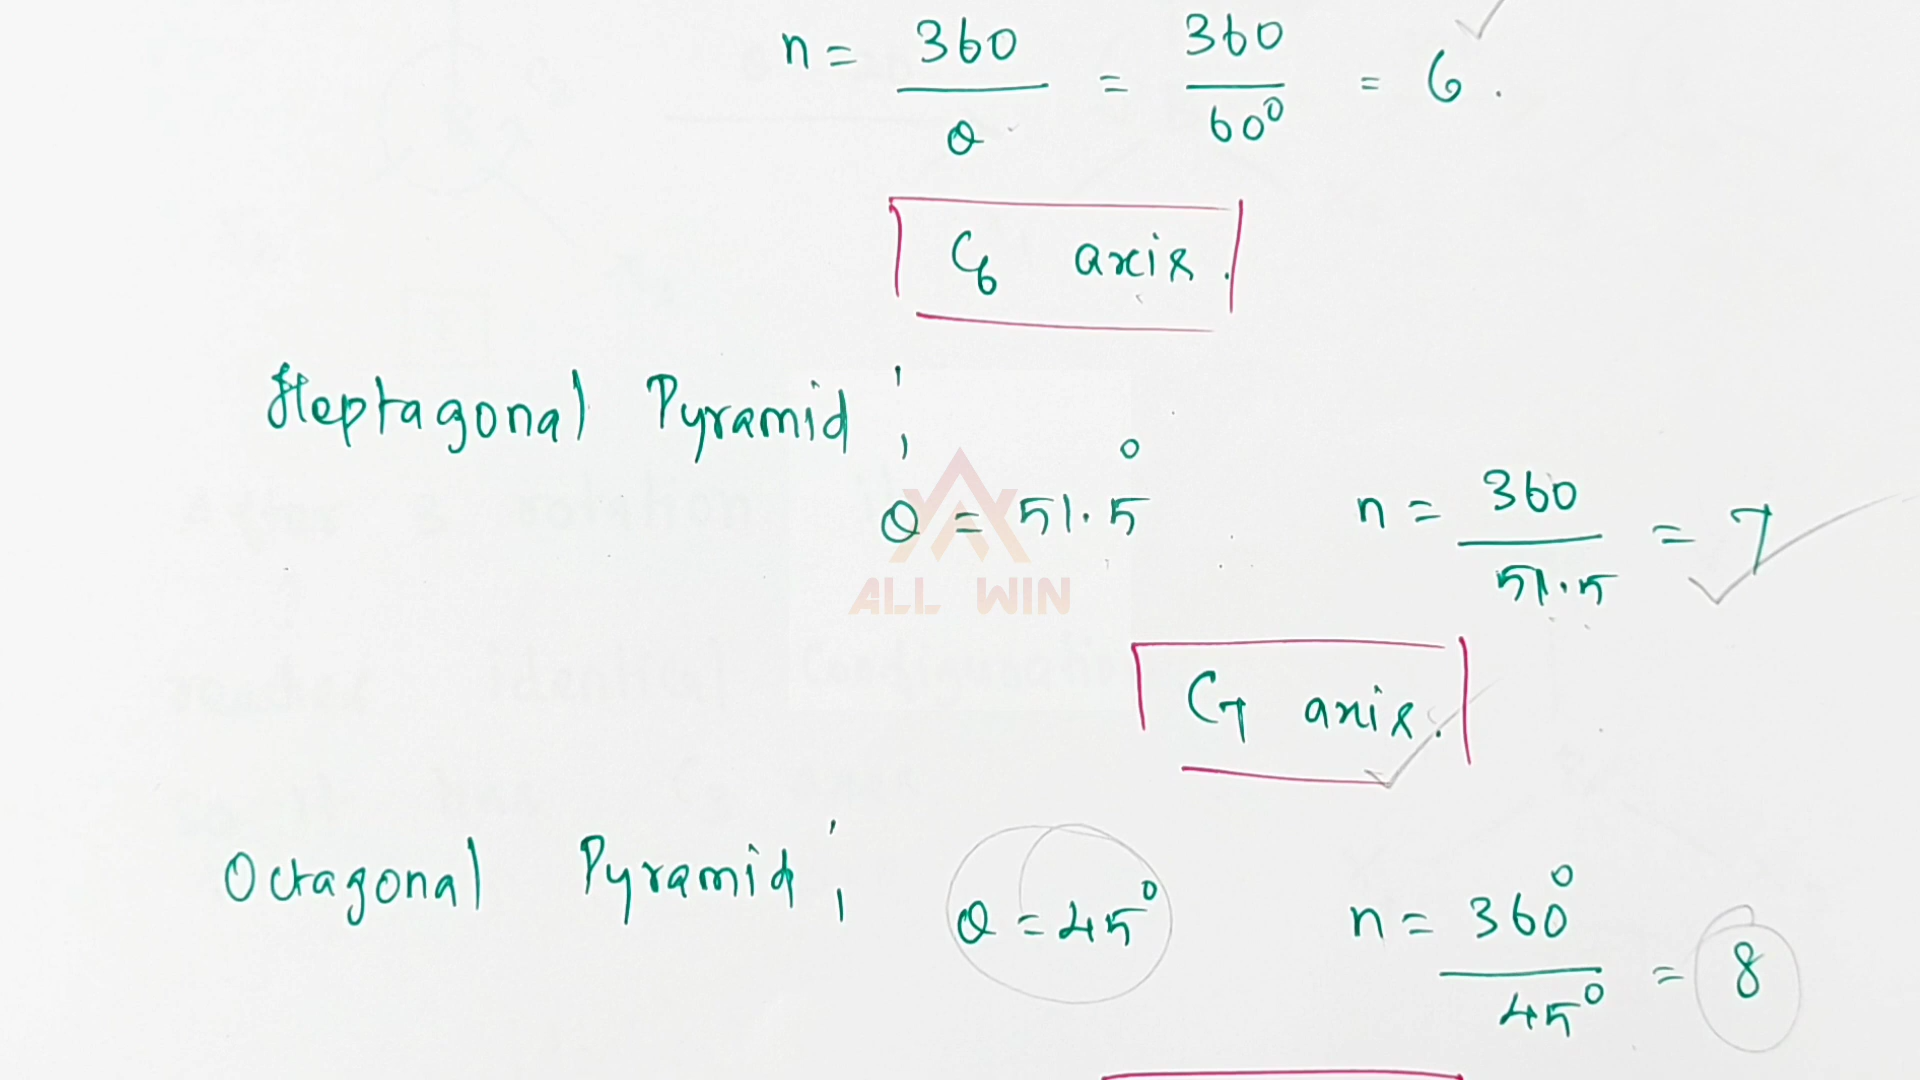 n = 360/θ = 360/60° = 6.
C6 axis.
Heptagonal Pyramid;
θ = 51.5° n = 360/51.5 = 7
C7 axis.
ALL WIN
Octagonal Pyramid; θ = 45° n = 360°/45° = 8